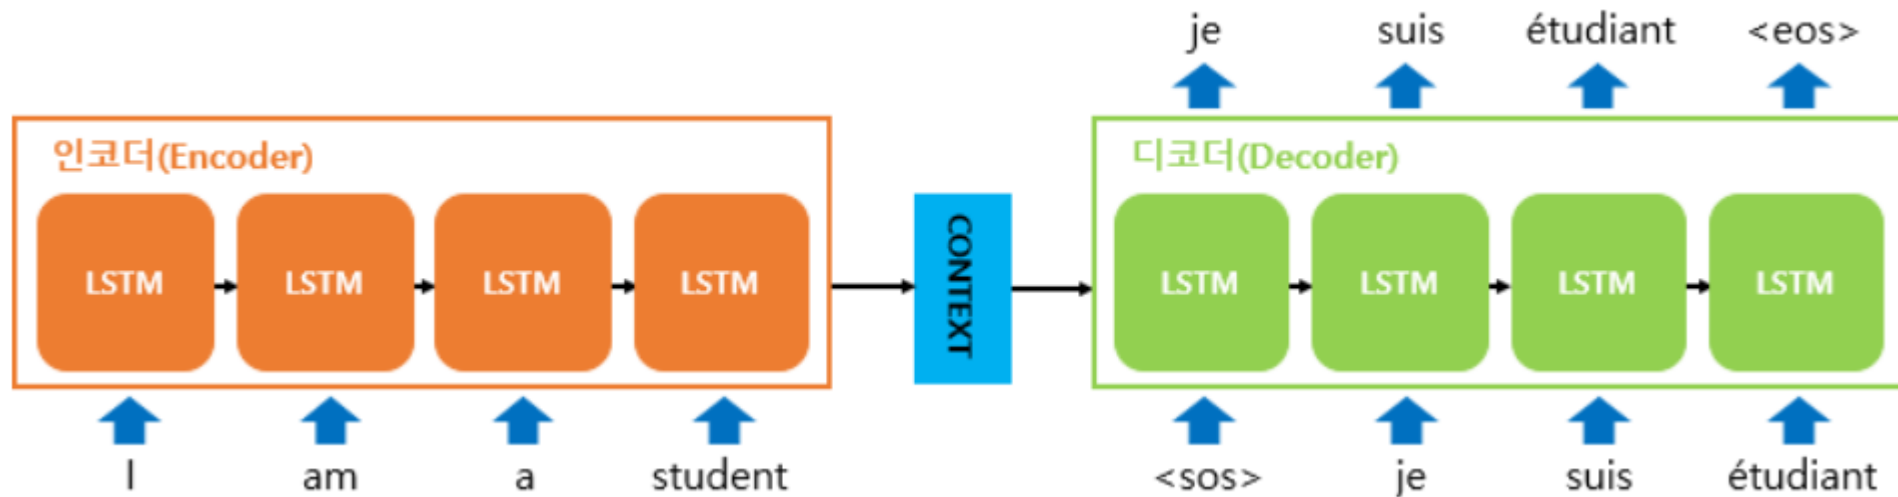 je suis étudiant <eos>
인코더(Encoder)
디코더(Decoder)
LSTM LSTM LSTM LSTM
CONTEXT
LSTM LSTM LSTM LSTM
I am a student
<sos> je suis étudiant